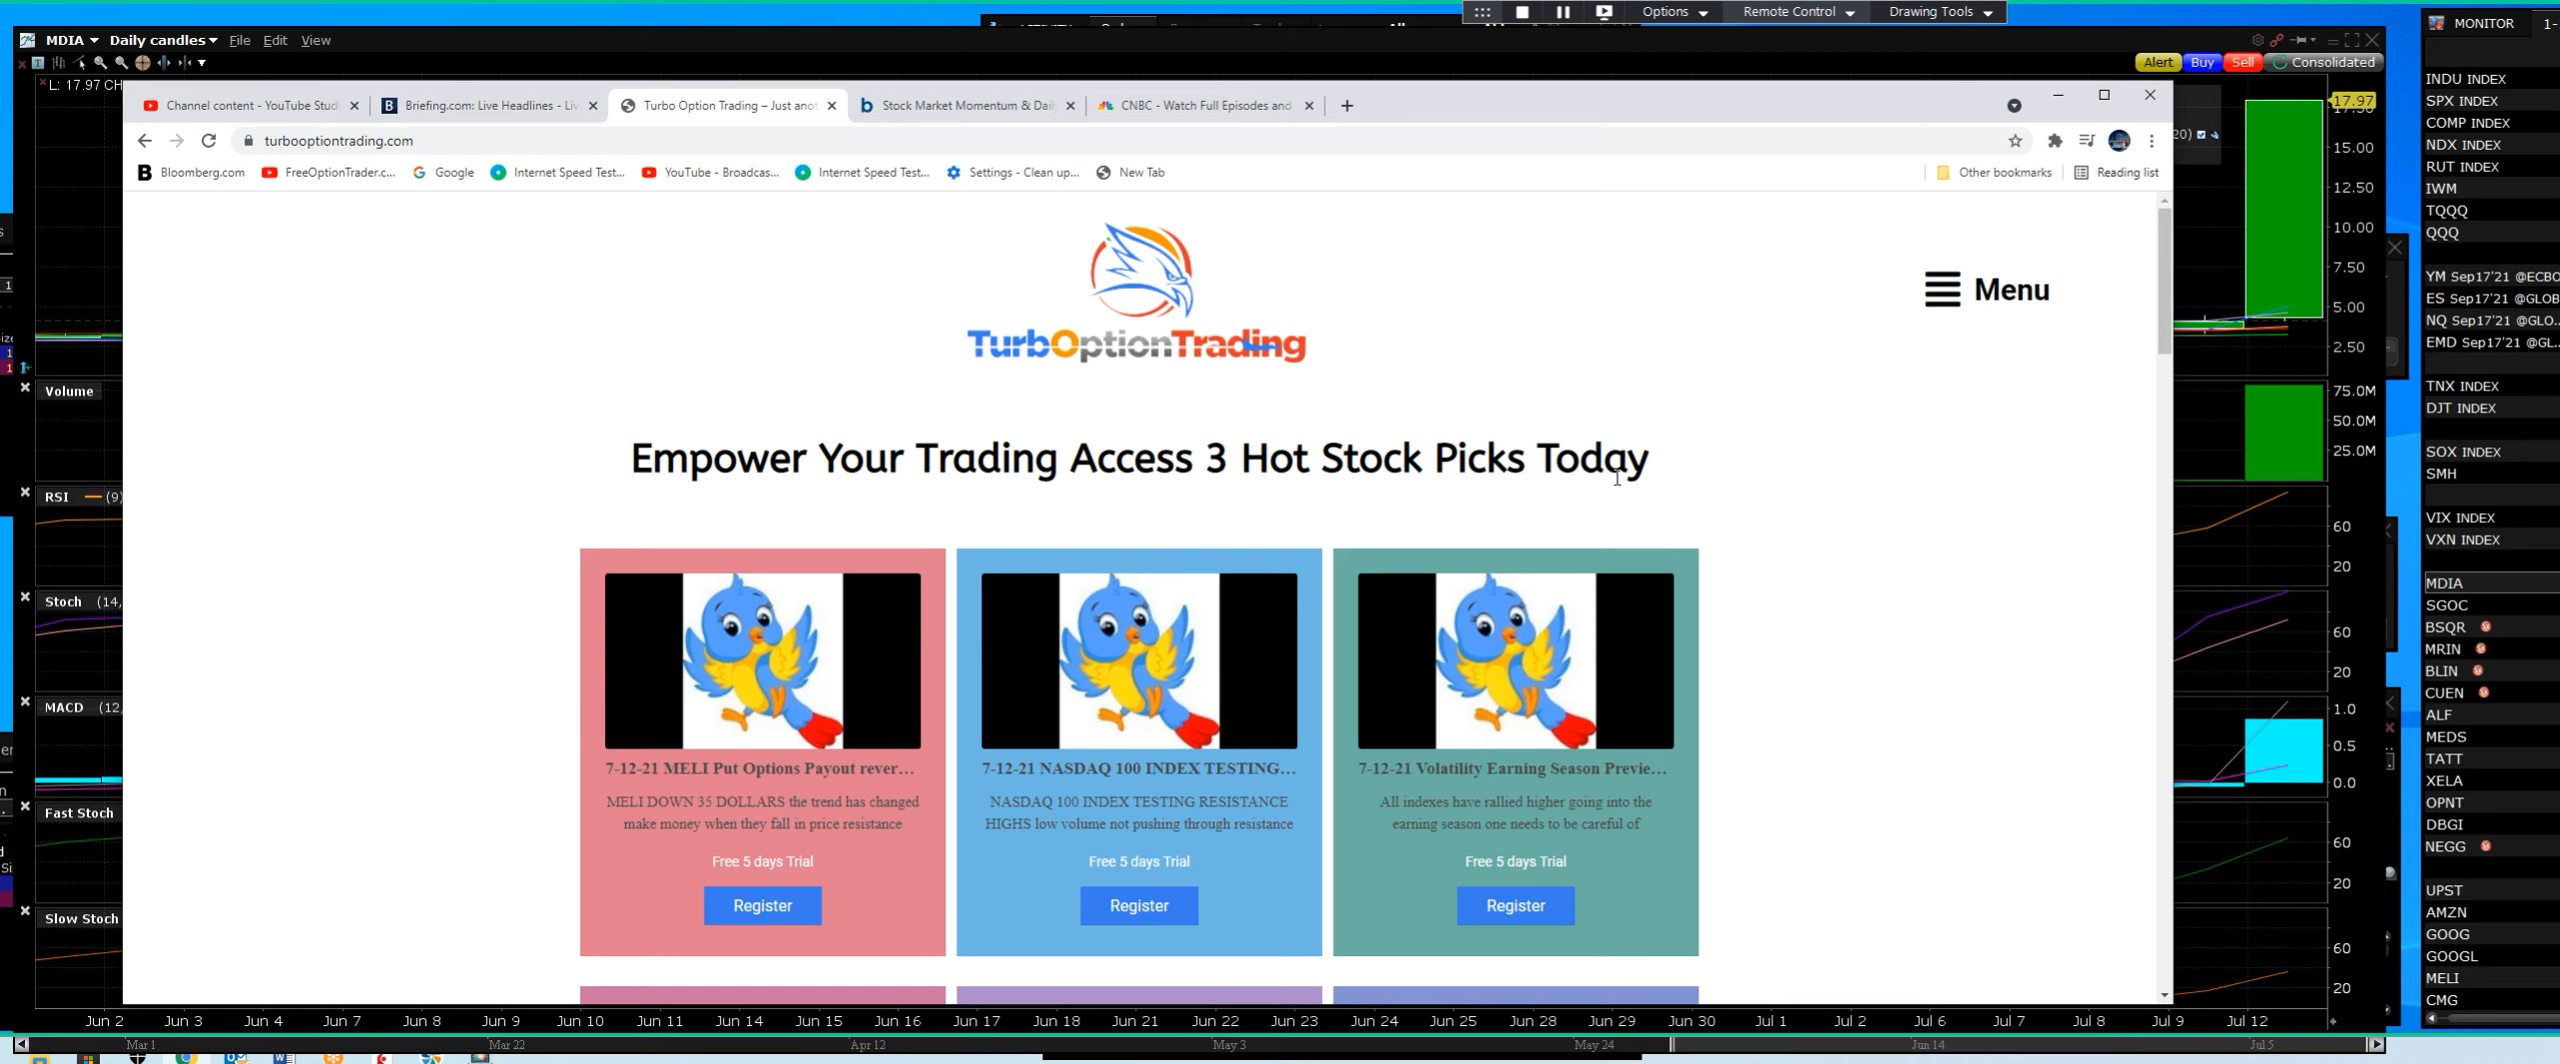 Options
Remote Control
Drawing Tools
MONITOR
1-
MDIA
Daily candles
File
Edit
View
Alert
Buy
Sell
Consolidated
L: 17.97 CH
Channel content - YouTube Studi
Briefing.com: Live Headlines - Liv
Turbo Option Trading – Just anot
Stock Market Momentum & Dail
CNBC - Watch Full Episodes and
turbooptiontrading.com
Bloomberg.com
FreeOptionTrader.c...
Google
Internet Speed Test...
YouTube - Broadcas...
Internet Speed Test...
Settings - Clean up...
New Tab
Other bookmarks
Reading list
TurbOptionTrading
Menu
Empower Your Trading Access 3 Hot Stock Picks Today
7-12-21 MELI Put Options Payout rever...
MELI DOWN 35 DOLLARS the trend has changed
make money when they fall in price resistance
Free 5 days Trial
Register
7-12-21 NASDAQ 100 INDEX TESTING...
NASDAQ 100 INDEX TESTING RESISTANCE
HIGHS low volume not pushing through resistance
Free 5 days Trial
Register
7-12-21 Volatility Earning Season Previe...
All indexes have rallied higher going into the
earning season one needs to be careful of
Free 5 days Trial
Register
Volume
RSI (9)
Stoch (14,
MACD (12,
Fast Stoch
Slow Stoch
17.97
20)
15.00
12.50
10.00
7.50
5.00
2.50
75.0M
50.0M
25.0M
60
20
60
20
1.0
0.5
0.0
60
20
60
20
INDU INDEX
SPX INDEX
COMP INDEX
NDX INDEX
RUT INDEX
IWM
TQQQ
QQQ
YM Sep17'21 @ECBO
ES Sep17'21 @GLOB
NQ Sep17'21 @GLO..
EMD Sep17'21 @GL..
TNX INDEX
DJT INDEX
SOX INDEX
SMH
VIX INDEX
VXN INDEX
MDIA
SGOC
BSQR
MRIN
BLIN
CUEN
ALF
MEDS
TATT
XELA
OPNT
DBGI
NEGG
UPST
AMZN
GOOG
GOOGL
MELI
CMG
Jun 2 Jun 3 Jun 4 Jun 7 Jun 8 Jun 9 Jun 10 Jun 11 Jun 14 Jun 15 Jun 16 Jun 17 Jun 18 Jun 21 Jun 22 Jun 23 Jun 24 Jun 25 Jun 28 Jun 29 Jun 30 Jul 1 Jul 2 Jul 6 Jul 7 Jul 8 Jul 9 Jul 12
Mar 1 Mar 22 Apr 12 May 3 May 24 Jun 14 Jul 5